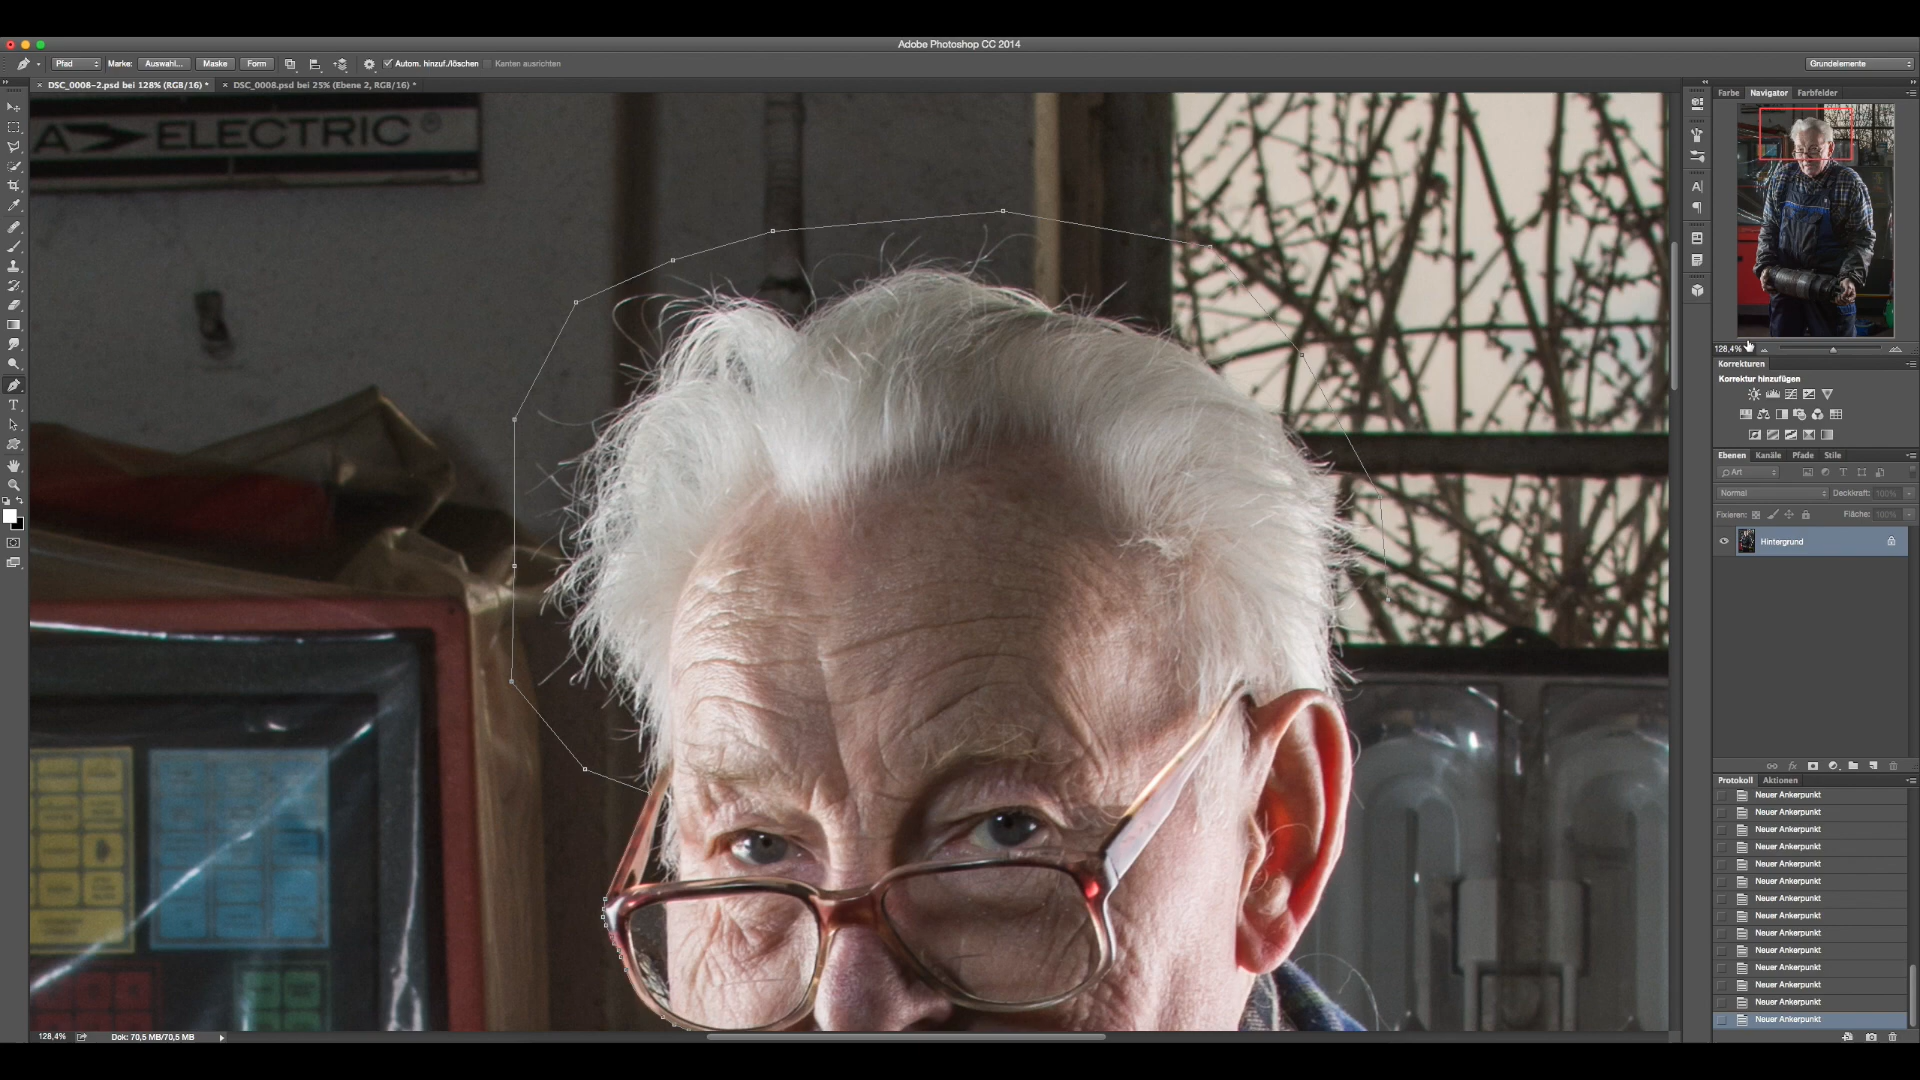 Adobe Photoshop CC 2014
Pfad Marke: Auswahl... Maske Form Autom. hinzuf./löschen Kanten ausrichten Grundelemente
× DSC_0008-2.psd bei 128% (RGB/16) * × DSC_0008.psd bei 25% (Ebene 2, RGB/16) *
A ELECTRIC ®
Farbe Navigator Farbfelder
128,4%
Korrekturen
Korrektur hinzufügen
Ebenen Kanäle Pfade Stile
Art
Normal Deckkraft: 100%
Fixieren: Fläche: 100%
Hintergrund
fx
Protokoll Aktionen
Neuer Ankerpunkt
Neuer Ankerpunkt
Neuer Ankerpunkt
Neuer Ankerpunkt
Neuer Ankerpunkt
Neuer Ankerpunkt
Neuer Ankerpunkt
Neuer Ankerpunkt
Neuer Ankerpunkt
Neuer Ankerpunkt
Neuer Ankerpunkt
Neuer Ankerpunkt
Neuer Ankerpunkt
Neuer Ankerpunkt
128,4% Dok: 70,5 MB/70,5 MB